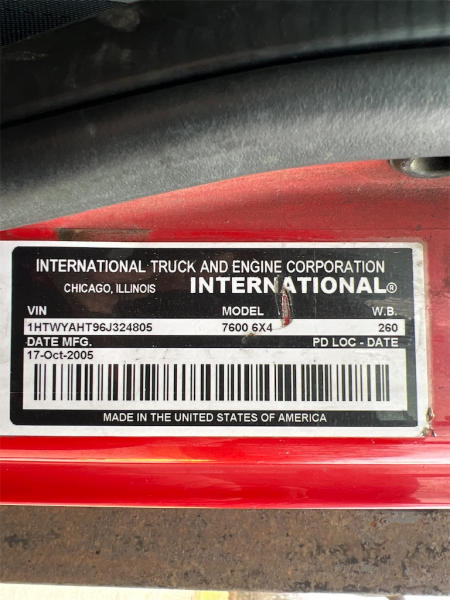 INTERNATIONAL TRUCK AND ENGINE CORPORATION
CHICAGO, ILLINOIS INTERNATIONAL®
VIN MODEL W.B.
1HTWYAHT96J324805 7600 6X4 260
DATE MFG. PD LOC - DATE
17-Oct-2005
MADE IN THE UNITED STATES OF AMERICA